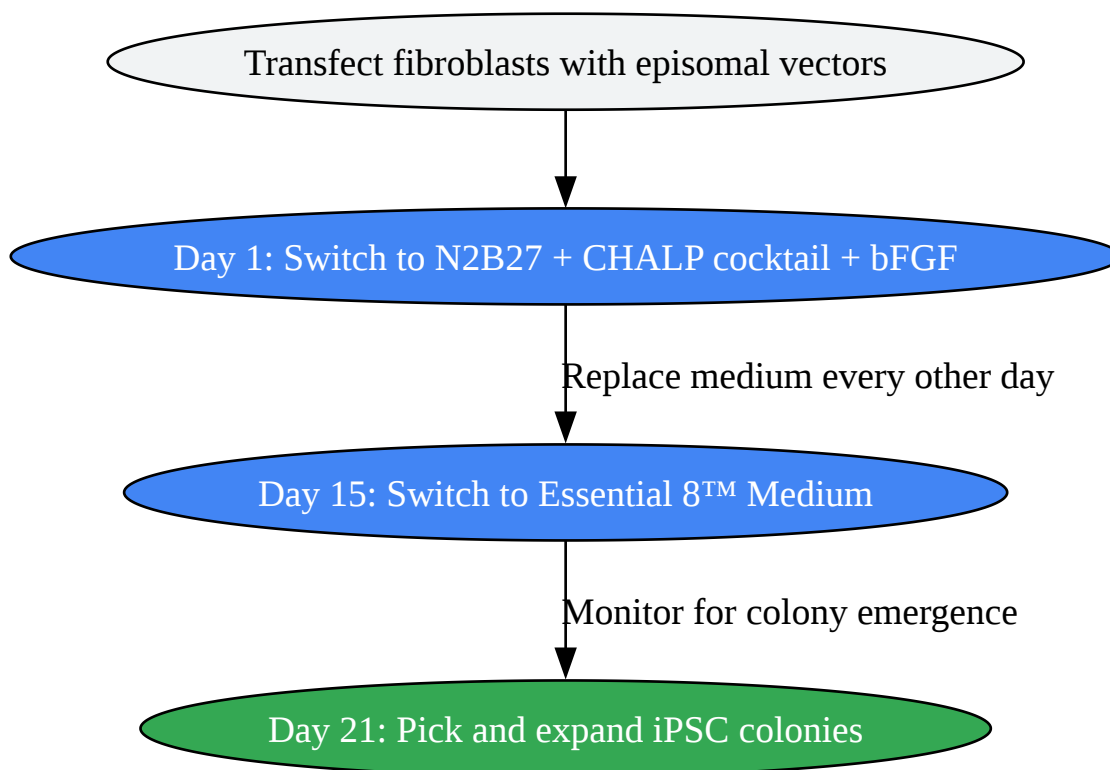 Transfect fibroblasts with episomal vectors
Day 1: Switch to N2B27 + CHALP cocktail + bFGF
Replace medium every other day
Day 15: Switch to Essential 8™ Medium
Monitor for colony emergence
Day 21: Pick and expand iPSC colonies